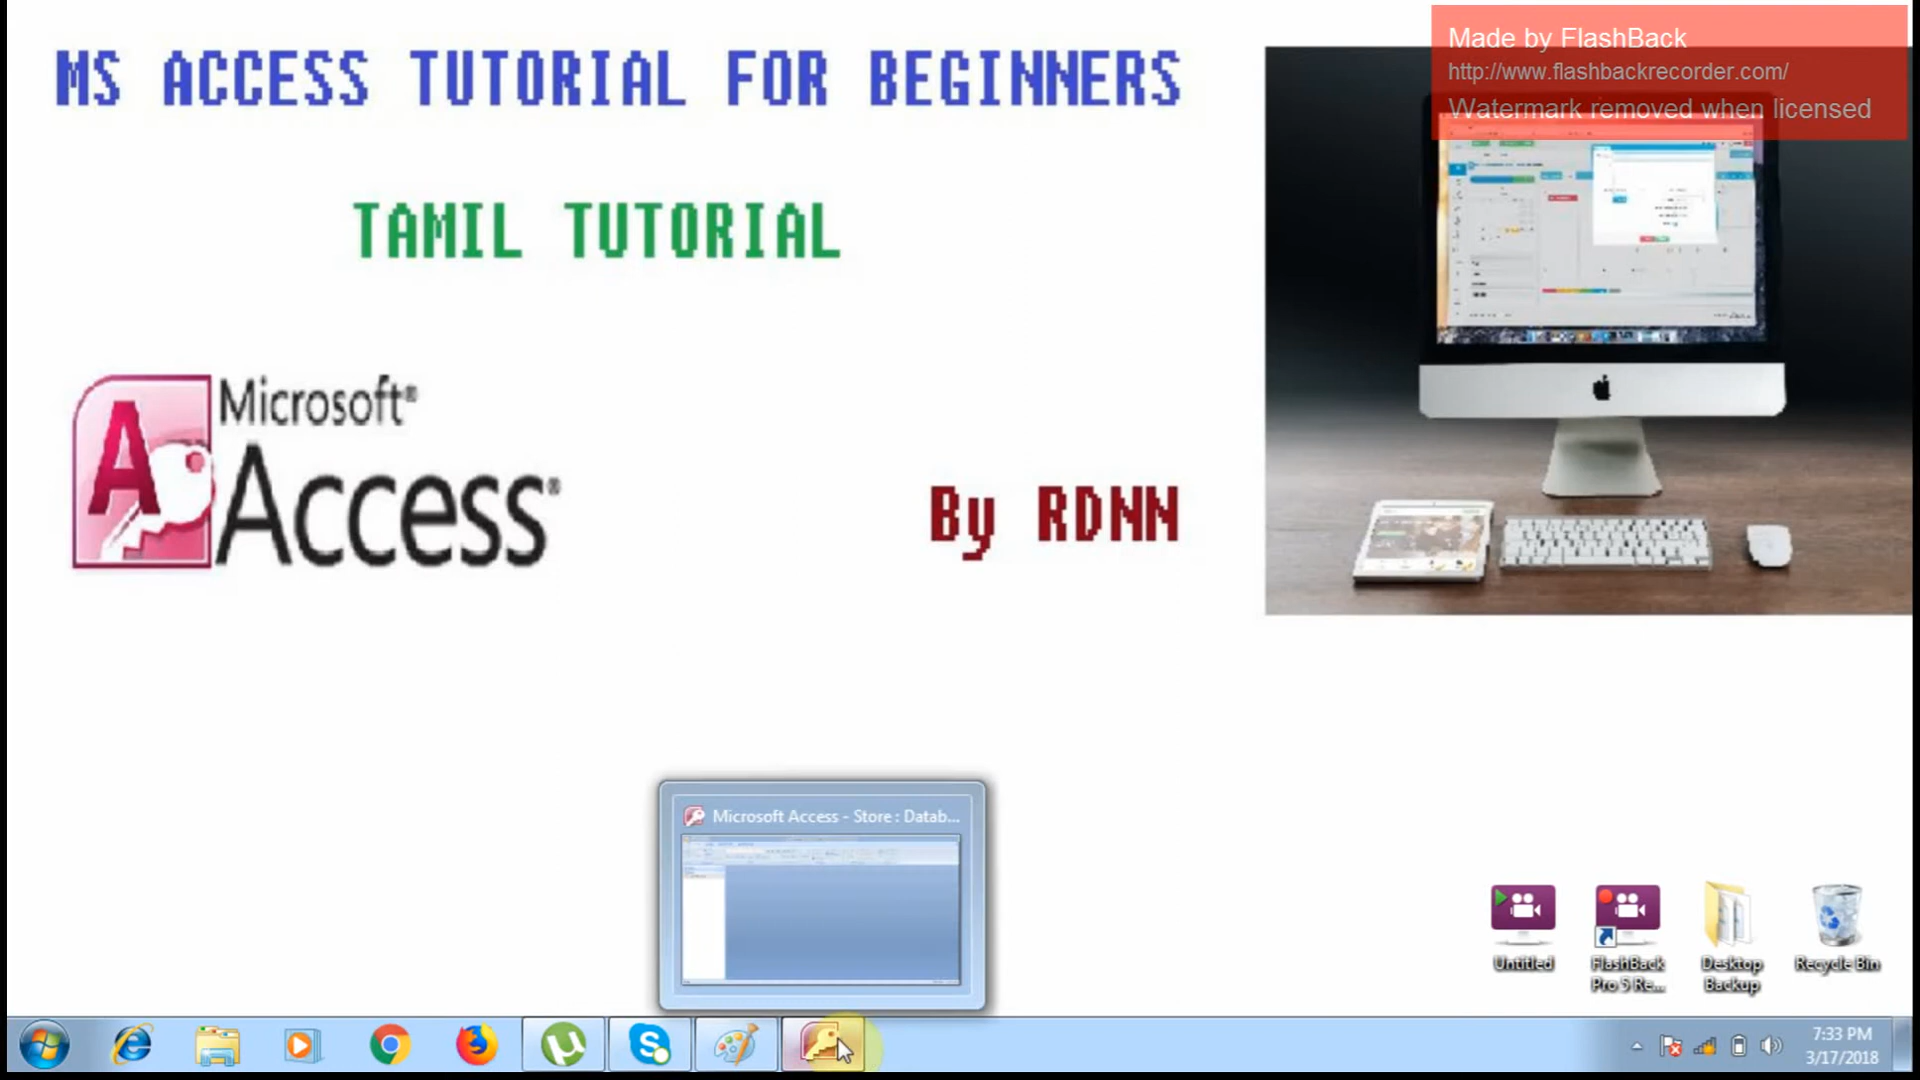 MS ACCESS TUTORIAL FOR BEGINNERS
TAMIL TUTORIAL
Microsoft®
Access®
By RDNN
Made by FlashBack
http://www.flashbackrecorder.com/
Watermark removed when licensed
Microsoft Access - Store : Datab...
Untitled
FlashBack
Pro 5 Re...
Desktop
Backup
Recycle Bin
7:33 PM
3/17/2018